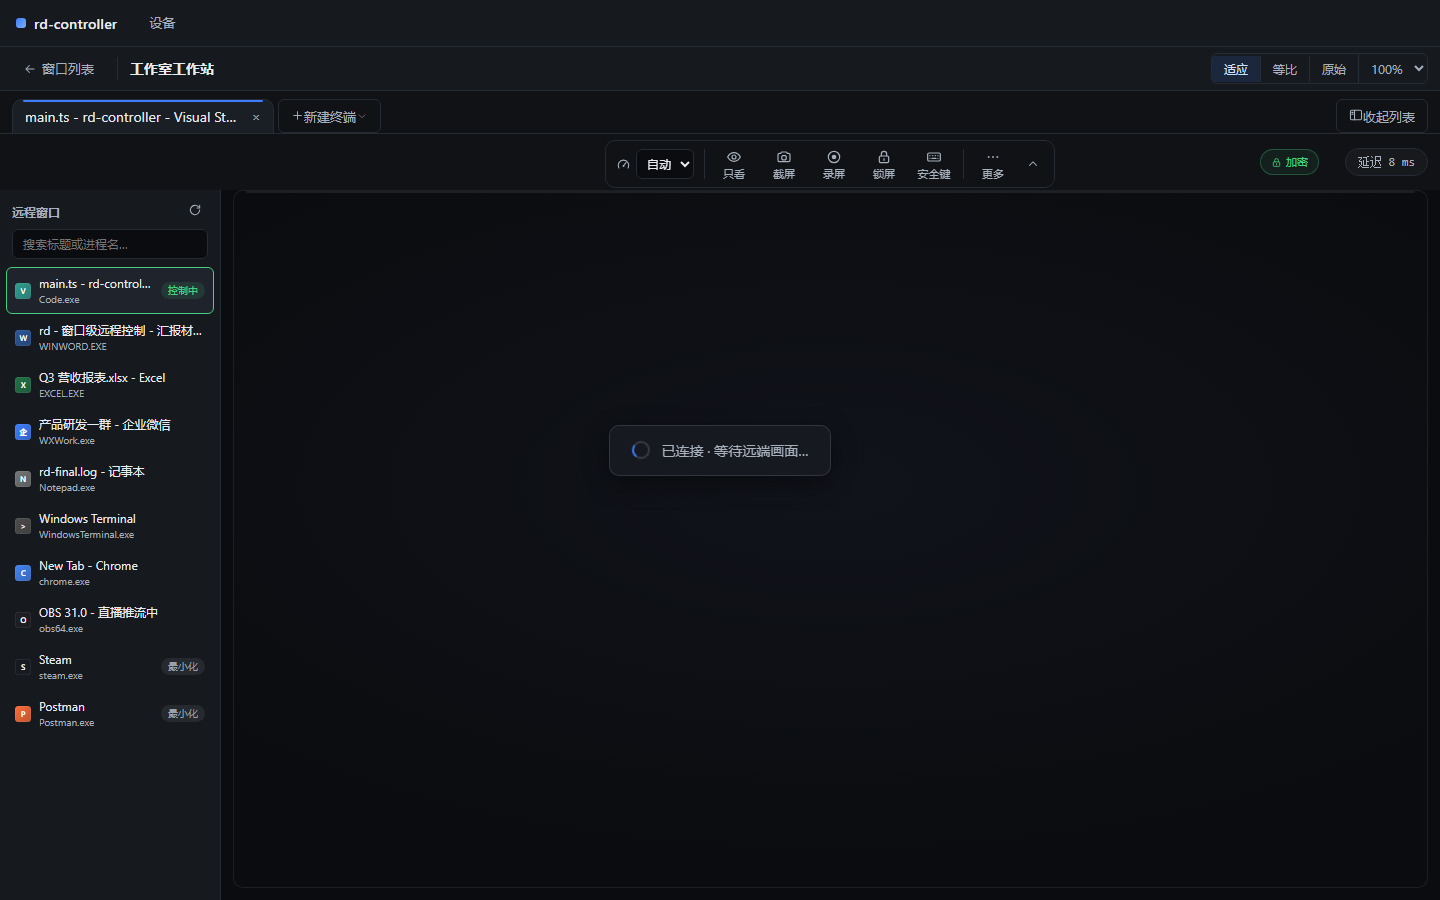 rd-controller
设备
← 窗口列表
工作室工作站
适应
等比
原始
100%
main.ts - rd-controller - Visual St...
×
+新建终端
收起列表
自动
只看
截屏
录屏
锁屏
安全键
更多
加密
延迟 8 ms
远程窗口
搜索标题或进程名...
V
main.ts - rd-control...
Code.exe
控制中
W
rd - 窗口级远程控制 - 汇报材...
WINWORD.EXE
X
Q3 营收报表.xlsx - Excel
EXCEL.EXE
企
产品研发一群 - 企业微信
WXWork.exe
N
rd-final.log - 记事本
Notepad.exe
>
Windows Terminal
WindowsTerminal.exe
C
New Tab - Chrome
chrome.exe
O
OBS 31.0 - 直播推流中
obs64.exe
S
Steam
steam.exe
最小化
P
Postman
Postman.exe
最小化
已连接 · 等待远端画面...